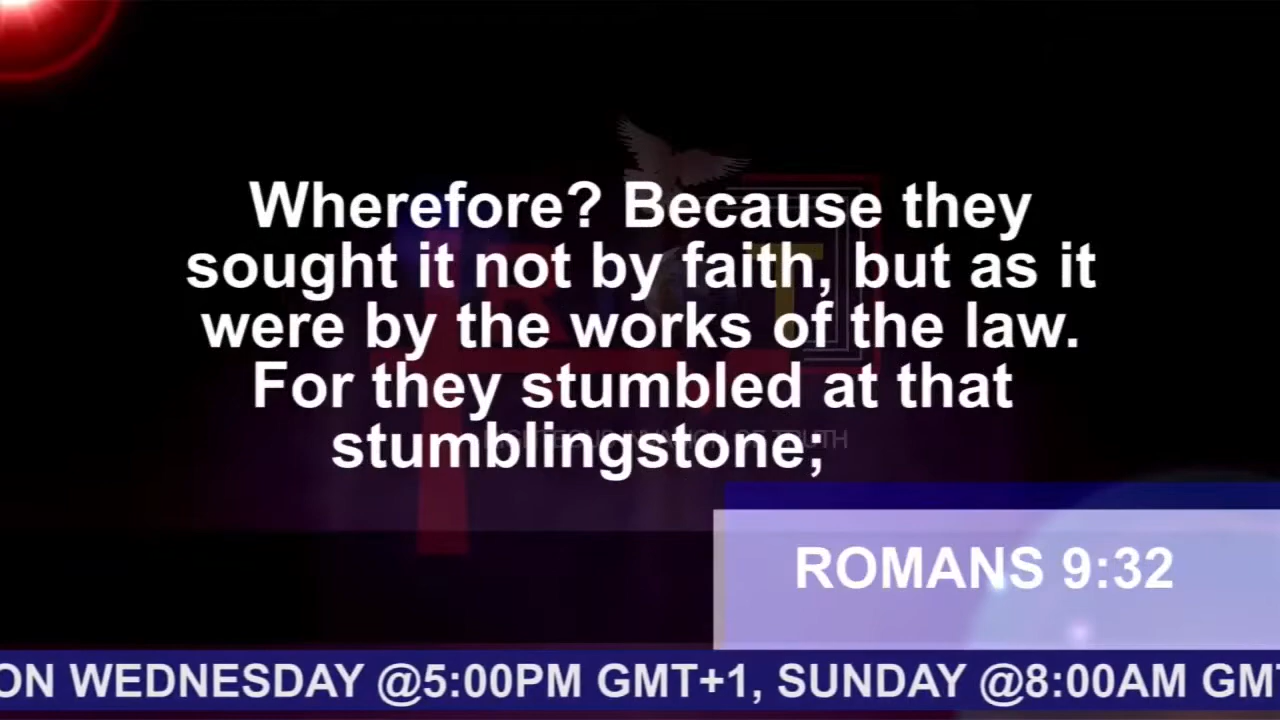 Wherefore? Because they
sought it not by faith, but as it
were by the works of the law.
For they stumbled at that
stumblingstone;
ROMANS 9:32
ON WEDNESDAY @5:00PM GMT+1, SUNDAY @8:00AM GMT